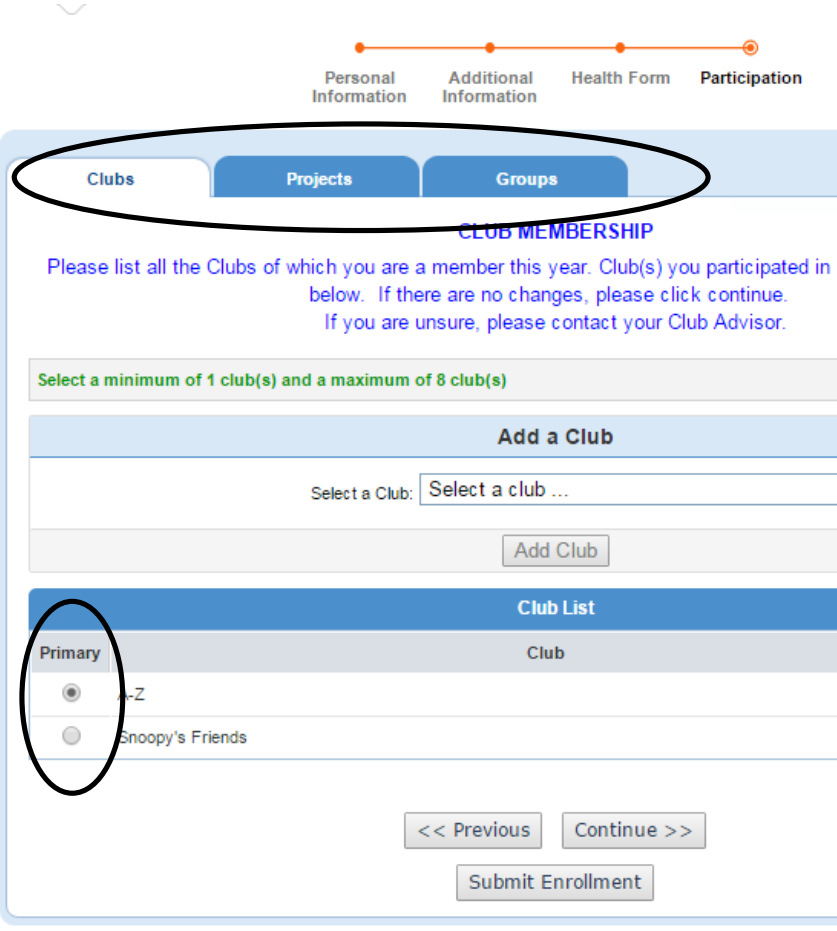 Personal Information
Additional Information
Health Form
Participation
Clubs
Projects
Groups
CLUB MEMBERSHIP
Please list all the Clubs of which you are a member this year. Club(s) you participated in
below. If there are no changes, please click continue.
If you are unsure, please contact your Club Advisor.
Select a minimum of 1 club(s) and a maximum of 8 club(s)
Add a Club
Select a Club: Select a club ...
Add Club
Club List
Primary Club
A-Z
Snoopy's Friends
<< Previous Continue >>
Submit Enrollment